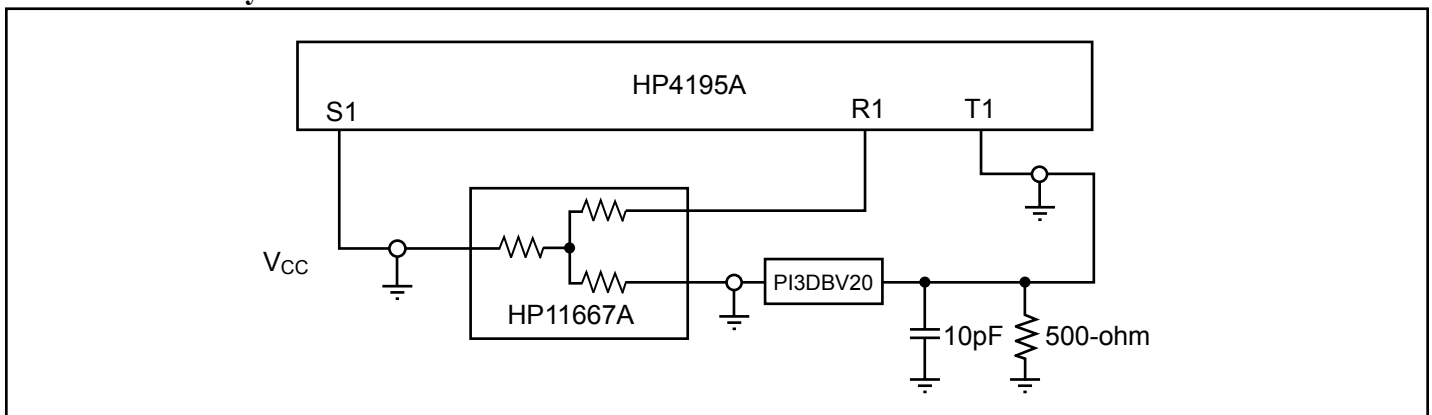 HP4195A
S1
R1
T1
VCC
HP11667A
PI3DBV20
10pF
500-ohm